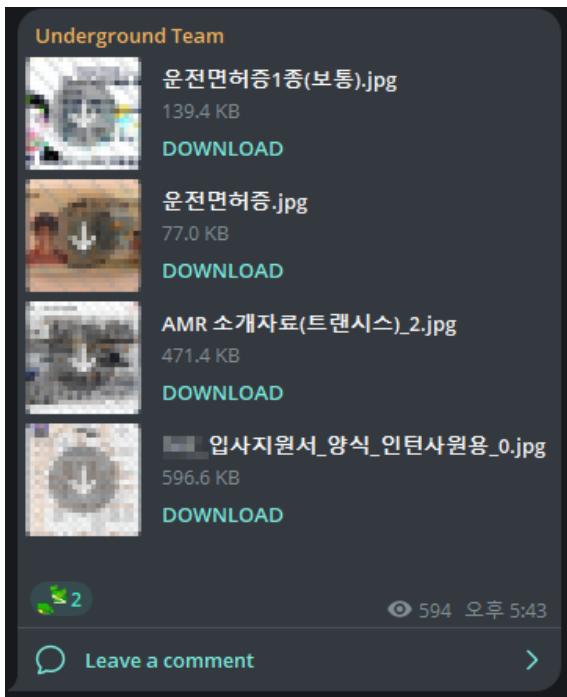 Underground Team
운전면허증1종(보통).jpg
139.4 KB
DOWNLOAD
운전면허증.jpg
77.0 KB
DOWNLOAD
AMR 소개자료(트랜시스)_2.jpg
471.4 KB
DOWNLOAD
_입사지원서_양식_인턴사원용_0.jpg
596.6 KB
DOWNLOAD
2
594 오후 5:43
Leave a comment